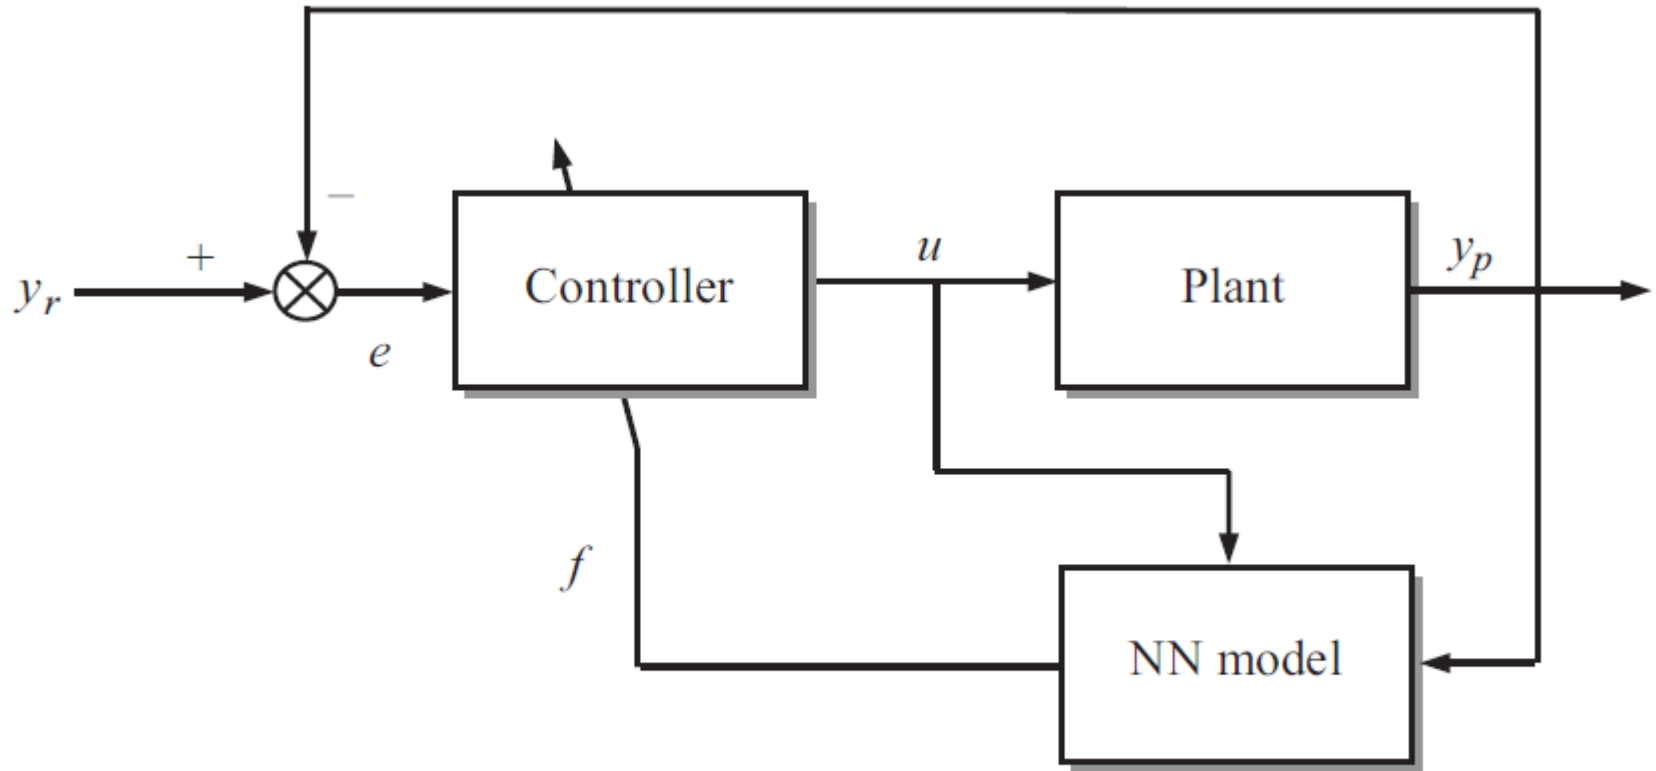 −
+
y_r
e
Controller
u
Plant
y_p
f
NN model